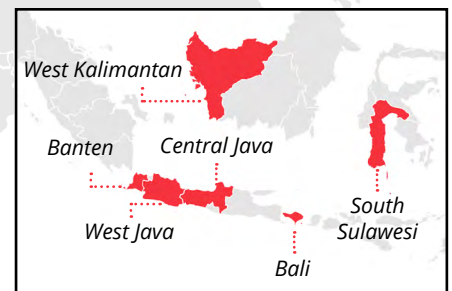 West Kalimantan
Banten
Central Java
West Java
South
Sulawesi
Bali